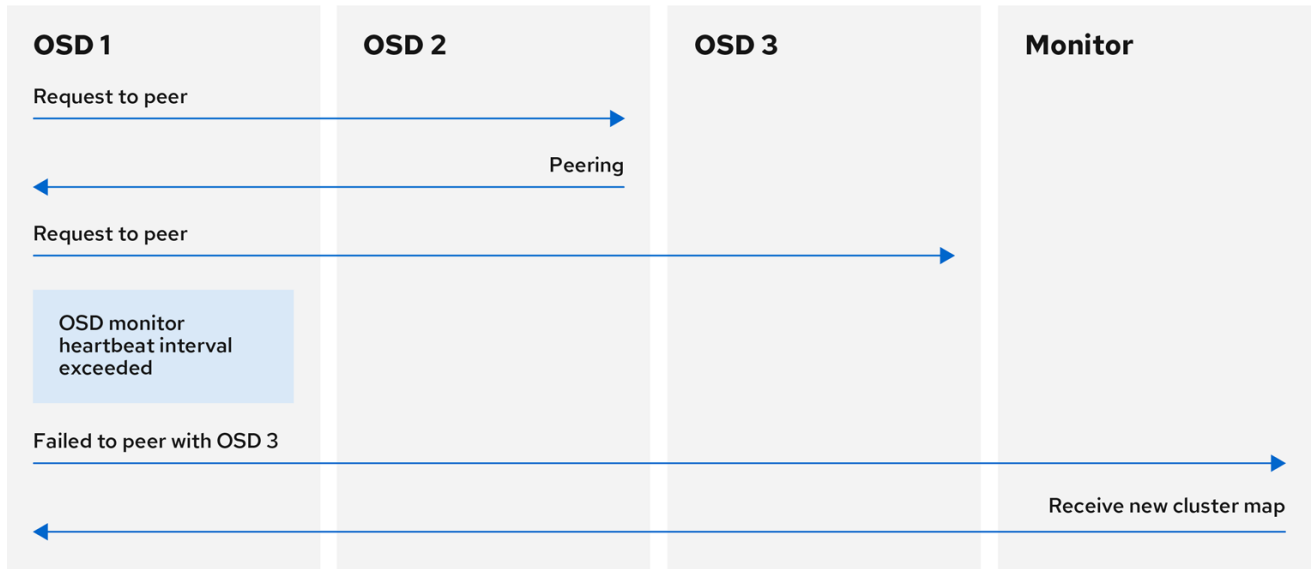 OSD 1
OSD 2
OSD 3
Monitor
Request to peer
Peering
Request to peer
OSD monitor
heartbeat interval
exceeded
Failed to peer with OSD 3
Receive new cluster map